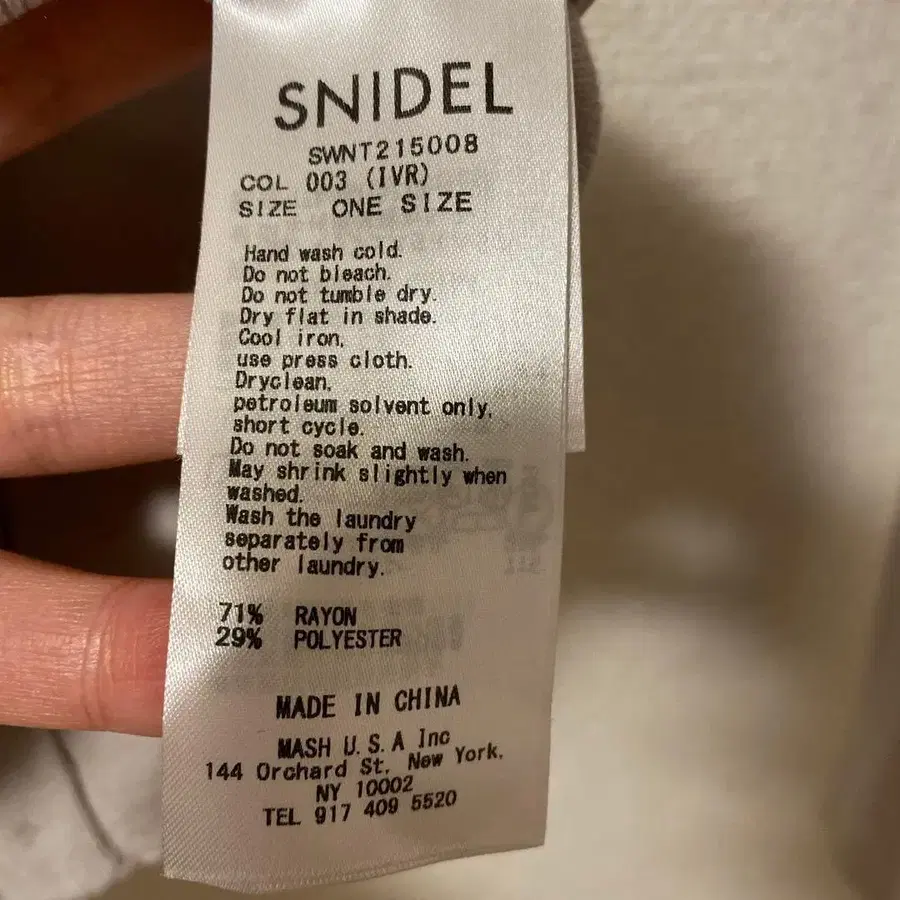 SNIDEL
SWNT215008
COL 003 (IVR)
SIZE ONE SIZE
Hand wash cold.
Do not bleach.
Do not tumble dry.
Dry flat in shade.
Cool iron,
use press cloth.
Dryclean,
petroleum solvent only,
short cycle.
Do not soak and wash.
May shrink slightly when
washed.
Wash the laundry
separately from
other laundry.
71% RAYON
29% POLYESTER
MADE IN CHINA
MASH U.S.A Inc
144 Orchard St, New York,
NY 10002
TEL 917 409 5520